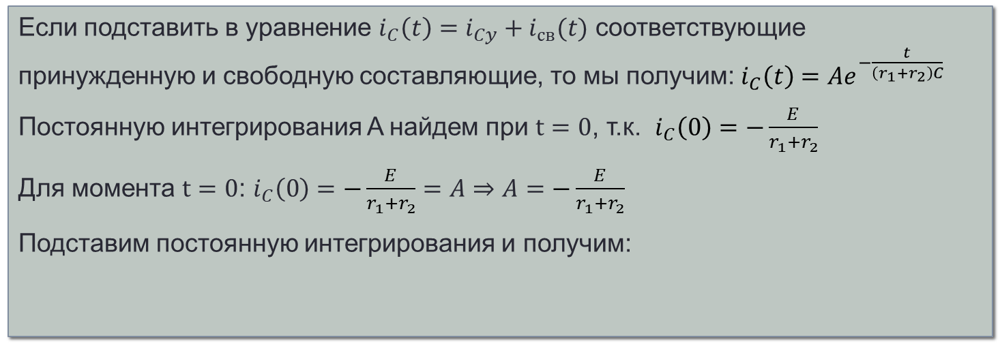 Если подставить в уравнение $i_C(t) = i_{Cy} + i_{св}(t)$ соответствующие
принужденную и свободную составляющие, то мы получим: $i_C(t) = Ae^{-\frac{t}{(r_1+r_2)C}}$
Постоянную интегрирования А найдем при t = 0, т.к. $i_C(0) = -\frac{E}{r_1+r_2}$
Для момента t = 0: $i_C(0) = -\frac{E}{r_1+r_2} = A \Rightarrow A = -\frac{E}{r_1+r_2}$
Подставим постоянную интегрирования и получим: